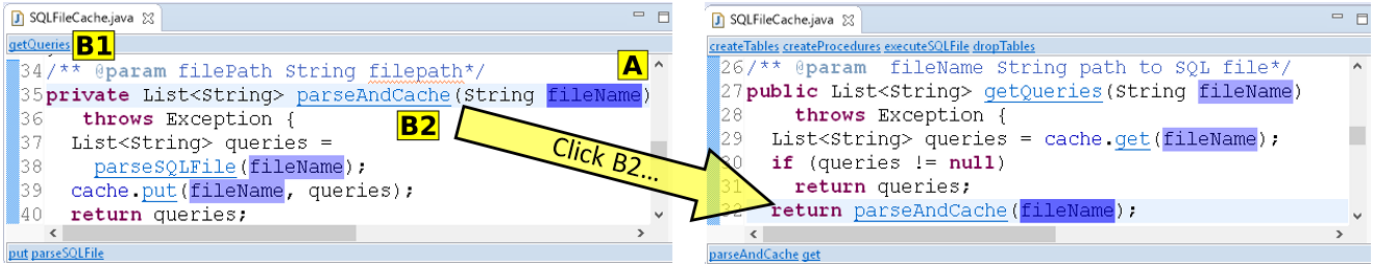 SQLFileCache.java
getQueries B1
34 /** @param filePath String filepath*/
A
35 private List<String> parseAndCache(String fileName)
36 throws Exception {
B2
37 List<String> queries =
38 parseSQLFile(fileName);
39 cache.put(fileName, queries);
40 return queries;
put parseSQLFile
Click B2...
SQLFileCache.java
createTables createProcedures executeSQLFile dropTables
26 /** @param fileName String path to SQL file*/
27 public List<String> getQueries(String fileName)
28 throws Exception {
29 List<String> queries = cache.get(fileName);
30 if (queries != null)
31 return queries;
32 return parseAndCache(fileName);
parseAndCache get